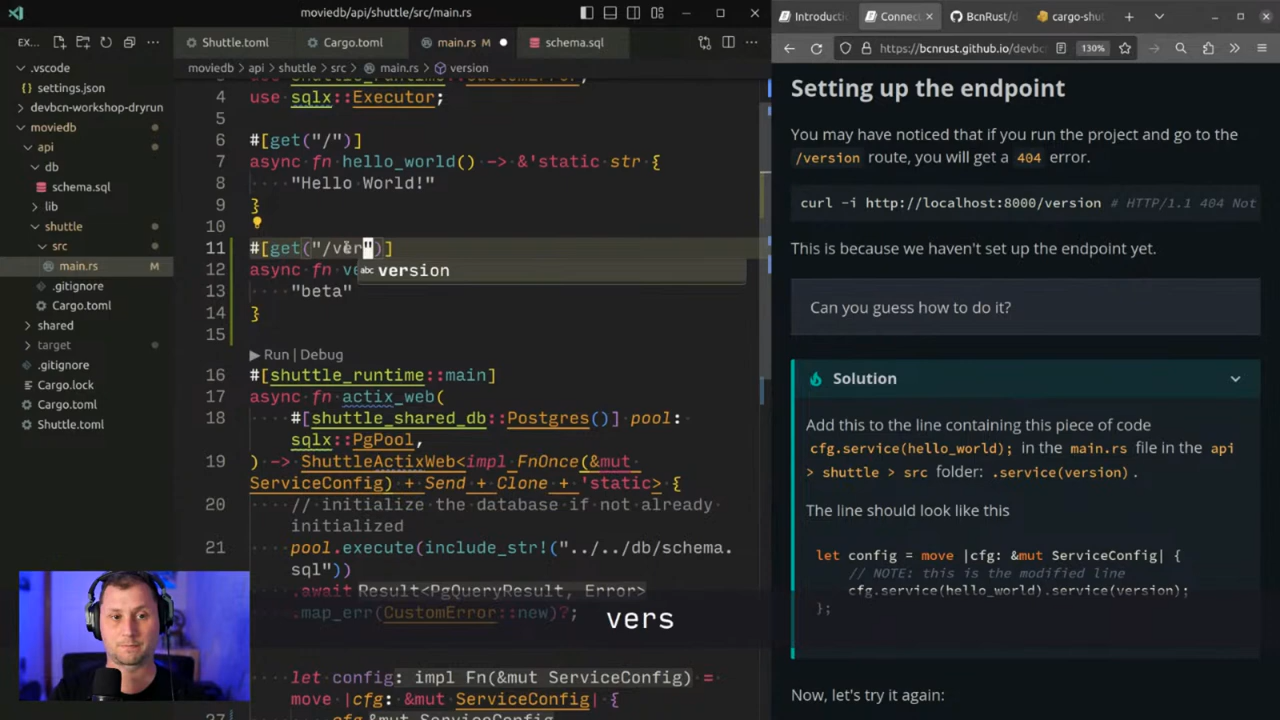 moviedb/api/shuttle/src/main.rs
EX...
Shuttle.toml
Cargo.toml
main.rs M
schema.sql
moviedb > api > shuttle > src > main.rs > version
.vscode
settings.json
devbcn-workshop-dryrun
moviedb
api
db
schema.sql
lib
shuttle
src
main.rs M
.gitignore
Cargo.toml
shared
target
.gitignore
Cargo.lock
Cargo.toml
Shuttle.toml
4 use sqlx::Executor;
5
6 #[get("/")]
7 async fn hello_world() -> &'static str {
8 "Hello World!"
9 }
10
11 #[get("/ver")]
12 async fn ve
abc version
13 "beta"
14 }
15
Run | Debug
16 #[shuttle_runtime::main]
17 async fn actix_web(
18 #[shuttle_shared_db::Postgres()] pool:
sqlx::PgPool,
19 ) -> ShuttleActixWeb<impl FnOnce(&mut
ServiceConfig) + Send + Clone + 'static> {
20 // initialize the database if not already
initialized
21 pool.execute(include_str!("../../db/schema.
sql"))
.await Result<PgQueryResult, Error>
.map_err(CustomError::new)?;
vers
let config: impl Fn(&mut ServiceConfig) =
move |cfg: &mut ServiceConfig| {
27
Introductio
Connec
BcnRust/d
cargo-shut
https://bcnrust.github.io/devbc
130%
Setting up the endpoint
You may have noticed that if you run the project and go to the
/version route, you will get a 404 error.
curl -i http://localhost:8000/version # HTTP/1.1 404 Not
This is because we haven't set up the endpoint yet.
Can you guess how to do it?
Solution
Add this to the line containing this piece of code
cfg.service(hello_world); in the main.rs file in the api
> shuttle > src folder: .service(version) .
The line should look like this
let config = move |cfg: &mut ServiceConfig| {
// NOTE: this is the modified line
cfg.service(hello_world).service(version);
};
Now, let's try it again: